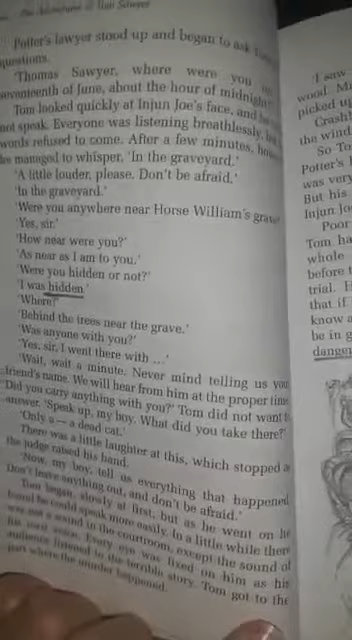 The Adventures of Tom Sawyer
Potter's lawyer stood up and began to ask
questions.
'Thomas Sawyer, where were you
seventeenth of June, about the hour of midnight
Tom looked quickly at Injun Joe's face, and
not speak. Everyone was listening breathlessly,
words refused to come. After a few minutes,
he managed to whisper, 'In the graveyard.'
'A little louder, please. Don't be afraid.'
'In the graveyard.'
'Were you anywhere near Horse William's grave
'Yes, sir.'
'How near were you?'
'As near as I am to you.'
'Were you hidden or not?'
'I was hidden.'
'Where?'
'Behind the trees near the grave.'
'Was anyone with you?'
'Yes, sir, I went there with ...'
'Wait, wait a minute. Never mind telling us your
friend's name. We will hear from him at the proper time
Did you carry anything with you?' Tom did not want to
answer. 'Speak up, my boy. What did you take there?'
'Only a — a dead cat.'
There was a little laughter at this, which stopped as
the judge raised his hand.
'Now, my boy, tell us everything that happened
Don't leave anything out, and don't be afraid.'
Tom began, slowly at first, but as he went on he
found he could speak more easily. In a little while there
was not a sound in the courtroom, except the sound of
his own voice. Every eye was fixed on him as his
audience listened to the terrible story. Tom got to the
part where the murder happened.
'I saw
wood. M
picked up
Crash!
the wind
So To
Potter's
was very
But his
Injun Jo
Poor
Tom ha
whole
before t
trial. H
that if
know a
be in g
danger